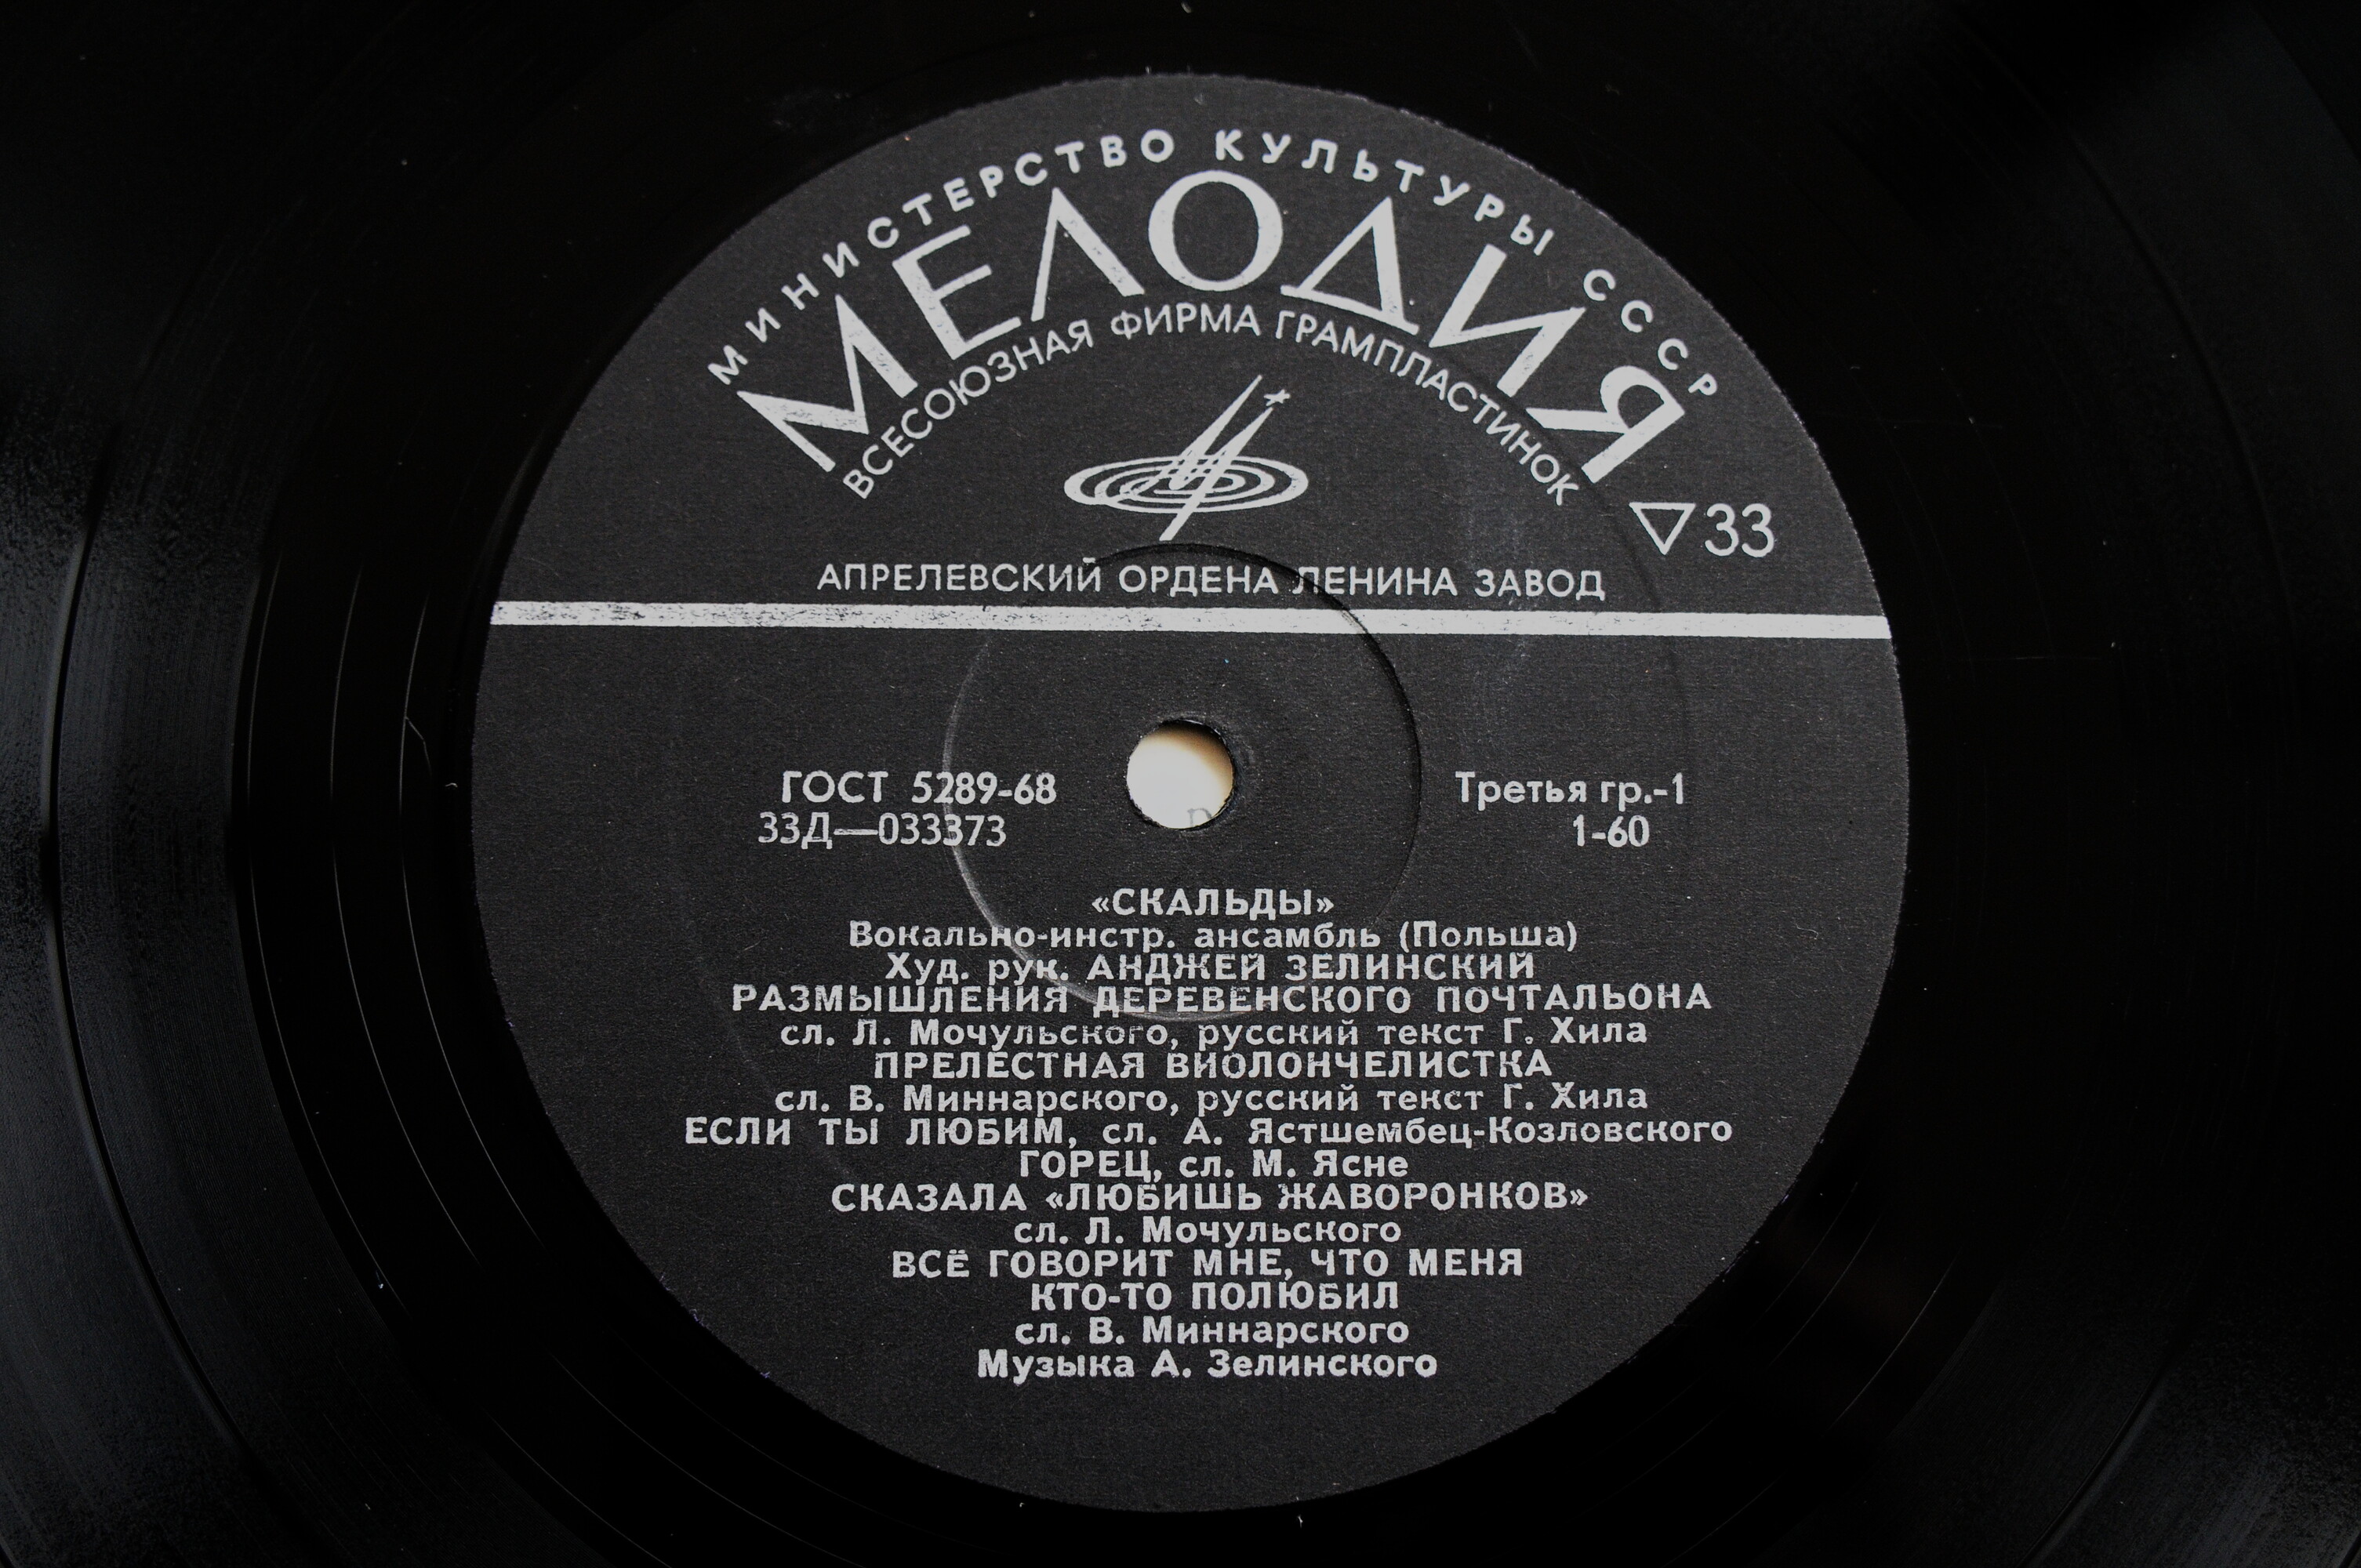 МИНИСТЕРСТВО КУЛЬТУРЫ СССР
МЕЛОДИЯ
ВСЕСОЮЗНАЯ ФИРМА ГРАМПЛАСТИНОК
33
АПРЕЛЕВСКИЙ ОРДЕНА ЛЕНИНА ЗАВОД
ГОСТ 5289-68
Третья гр.-1
33Д—033373
1-60
«СКАЛЬДЫ»
Вокально-инстр. ансамбль (Польша)
Худ. рук. АНДЖЕЙ ЗЕЛИНСКИЙ
РАЗМЫШЛЕНИЯ ДЕРЕВЕНСКОГО ПОЧТАЛЬОНА
сл. Л. Мочульского, русский текст Г. Хила
ПРЕЛЕСТНАЯ ВИОЛОНЧЕЛИСТКА
сл. В. Миннарского, русский текст Г. Хила
ЕСЛИ ТЫ ЛЮБИМ, сл. А. Ястшембец-Козловского
ГОРЕЦ, сл. М. Ясне
СКАЗАЛА «ЛЮБИШЬ ЖАВОРОНКОВ»
сл. Л. Мочульского
ВСЁ ГОВОРИТ МНЕ, ЧТО МЕНЯ
КТО-ТО ПОЛЮБИЛ
сл. В. Миннарского
Музыка А. Зелинского